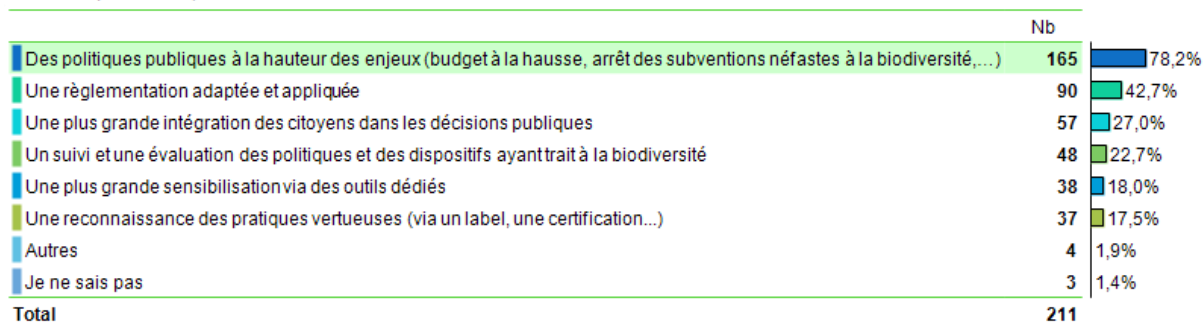 Nb
Des politiques publiques à la hauteur des enjeux (budget à la hausse, arrêt des subventions néfastes à la biodiversité,...) 165 78,2%
Une règlementation adaptée et appliquée 90 42,7%
Une plus grande intégration des citoyens dans les décisions publiques 57 27,0%
Un suivi et une évaluation des politiques et des dispositifs ayant trait à la biodiversité 48 22,7%
Une plus grande sensibilisation via des outils dédiés 38 18,0%
Une reconnaissance des pratiques vertueuses (via un label, une certification...) 37 17,5%
Autres 4 1,9%
Je ne sais pas 3 1,4%
Total 211